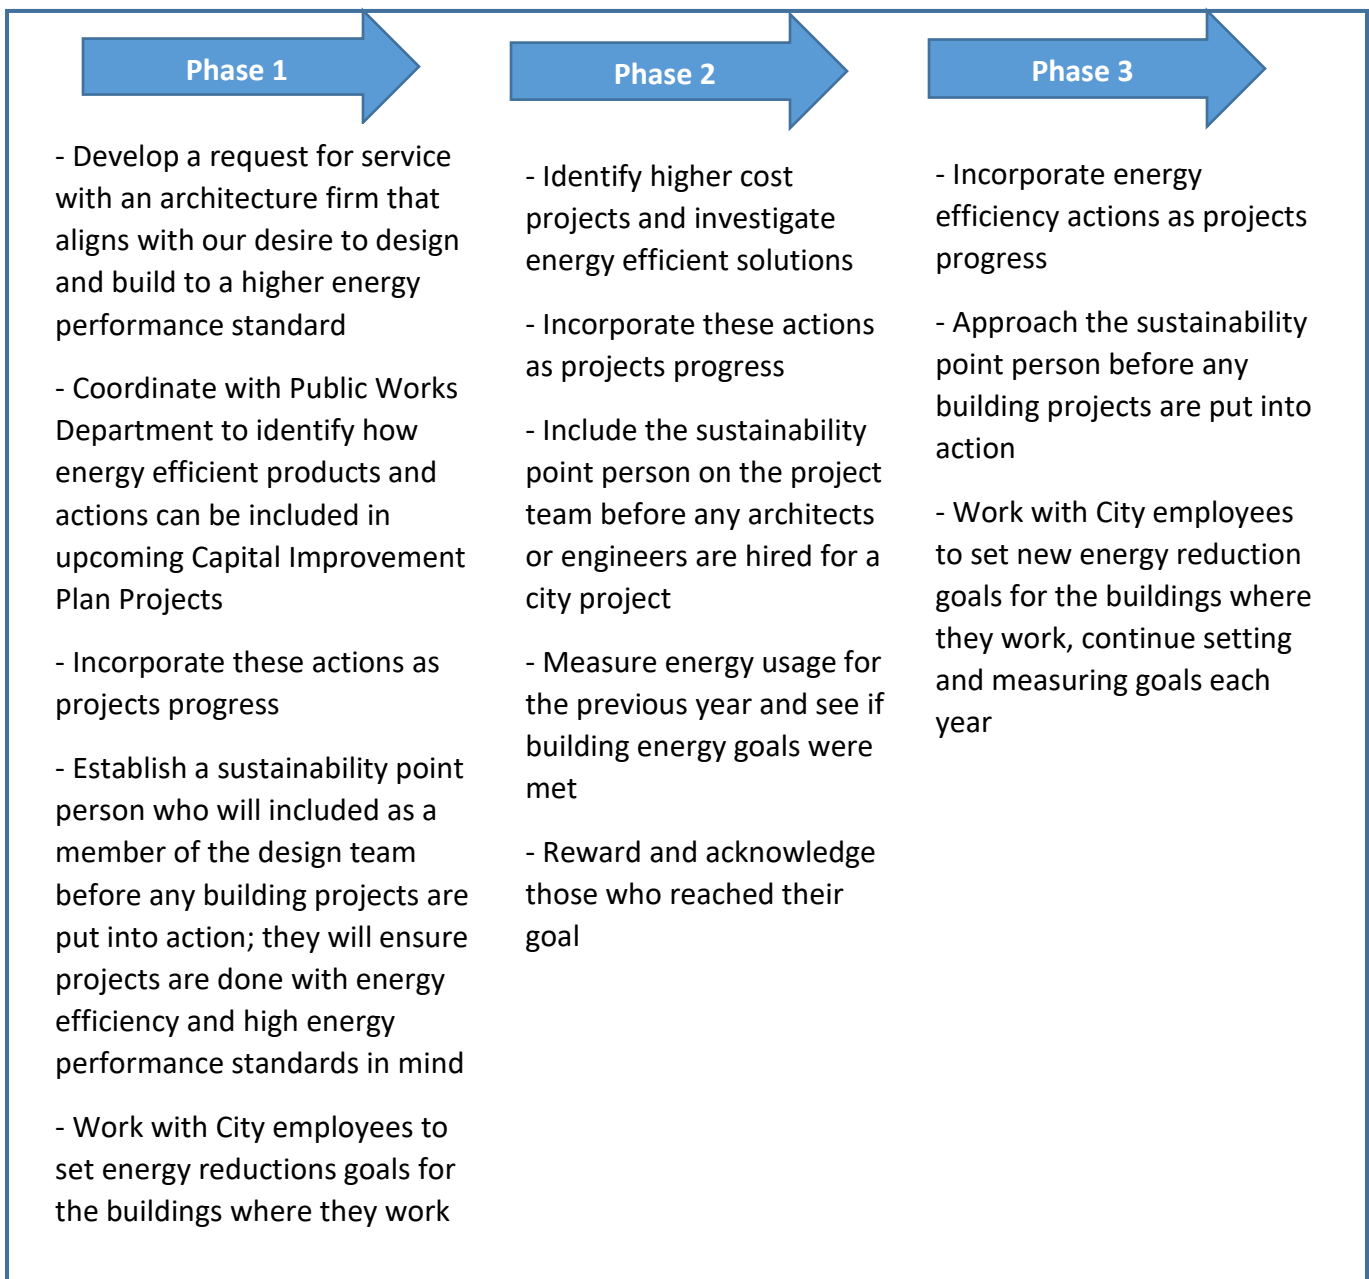 Phase 1
- Develop a request for service
with an architecture firm that
aligns with our desire to design
and build to a higher energy
performance standard
- Coordinate with Public Works
Department to identify how
energy efficient products and
actions can be included in
upcoming Capital Improvement
Plan Projects
- Incorporate these actions as
projects progress
- Establish a sustainability point
person who will included as a
member of the design team
before any building projects are
put into action; they will ensure
projects are done with energy
efficiency and high energy
performance standards in mind
- Work with City employees to
set energy reductions goals for
the buildings where they work
Phase 2
- Identify higher cost
projects and investigate
energy efficient solutions
- Incorporate these actions
as projects progress
- Include the sustainability
point person on the project
team before any architects
or engineers are hired for a
city project
- Measure energy usage for
the previous year and see if
building energy goals were
met
- Reward and acknowledge
those who reached their
goal
Phase 3
- Incorporate energy
efficiency actions as projects
progress
- Approach the sustainability
point person before any
building projects are put into
action
- Work with City employees
to set new energy reduction
goals for the buildings where
they work, continue setting
and measuring goals each
year